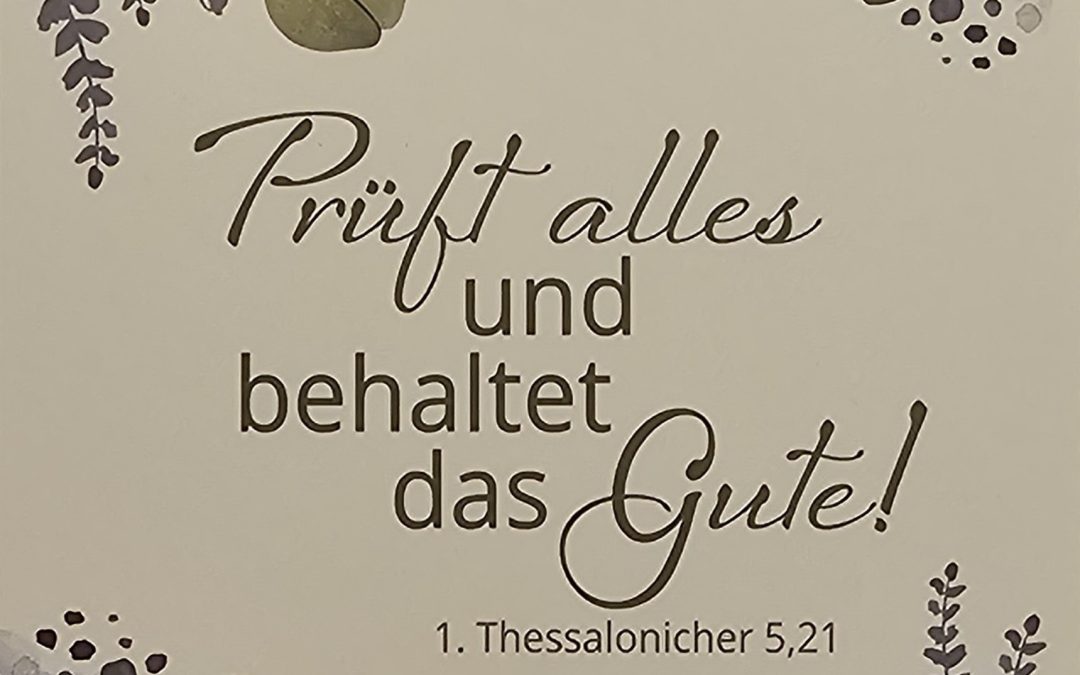 Prüft alles
und
behaltet
das Gute!
1. Thessalonicher 5,21